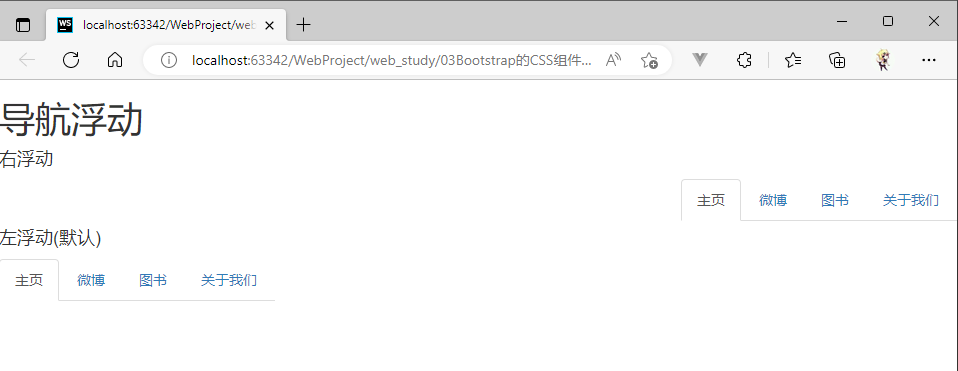 WS localhost:63342/WebProject/web
localhost:63342/WebProject/web_study/03Bootstrap的CSS组件...
导航浮动
右浮动
主页 微博 图书 关于我们
左浮动(默认)
主页 微博 图书 关于我们